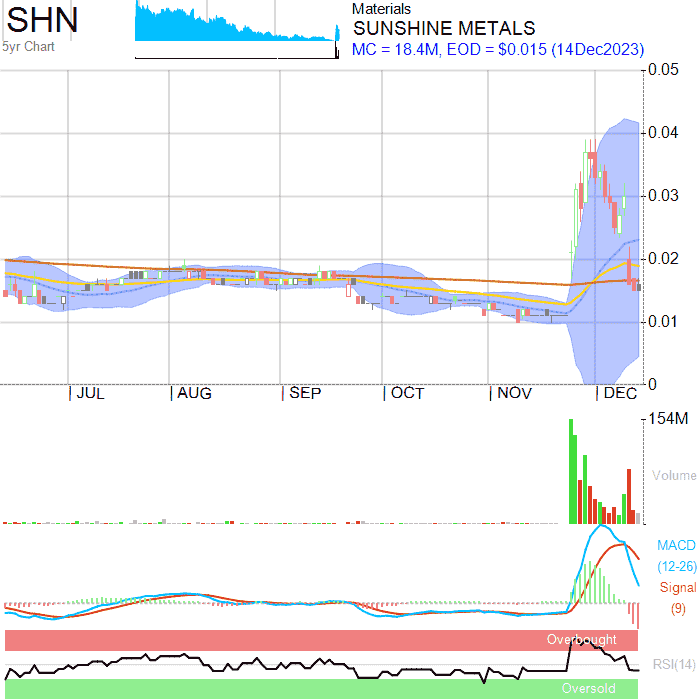 SHN
5yr Chart
Materials
SUNSHINE METALS
MC = 18.4M, EOD = $0.015 (14Dec2023)
0.05
0.04
0.03
0.02
0.01
0
JUL AUG SEP OCT NOV DEC
154M
Volume
MACD
(12-26)
Signal
(9)
Overbought
RSI(14)
Oversold